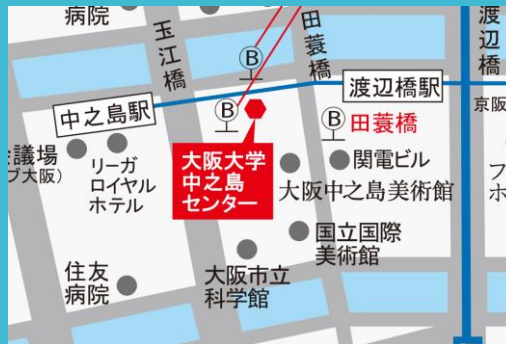 病院
玉江橋
田蓑橋
渡辺橋
B
渡辺橋駅
中之島駅
B
B
田蓑橋
京阪
議場
ブ大阪)
リーガ
ロイヤル
ホテル
大阪大学
中之島
センター
関電ビル
大阪中之島美術館
国立国際
美術館
住友
病院
大阪市立
科学館
フ
ホ